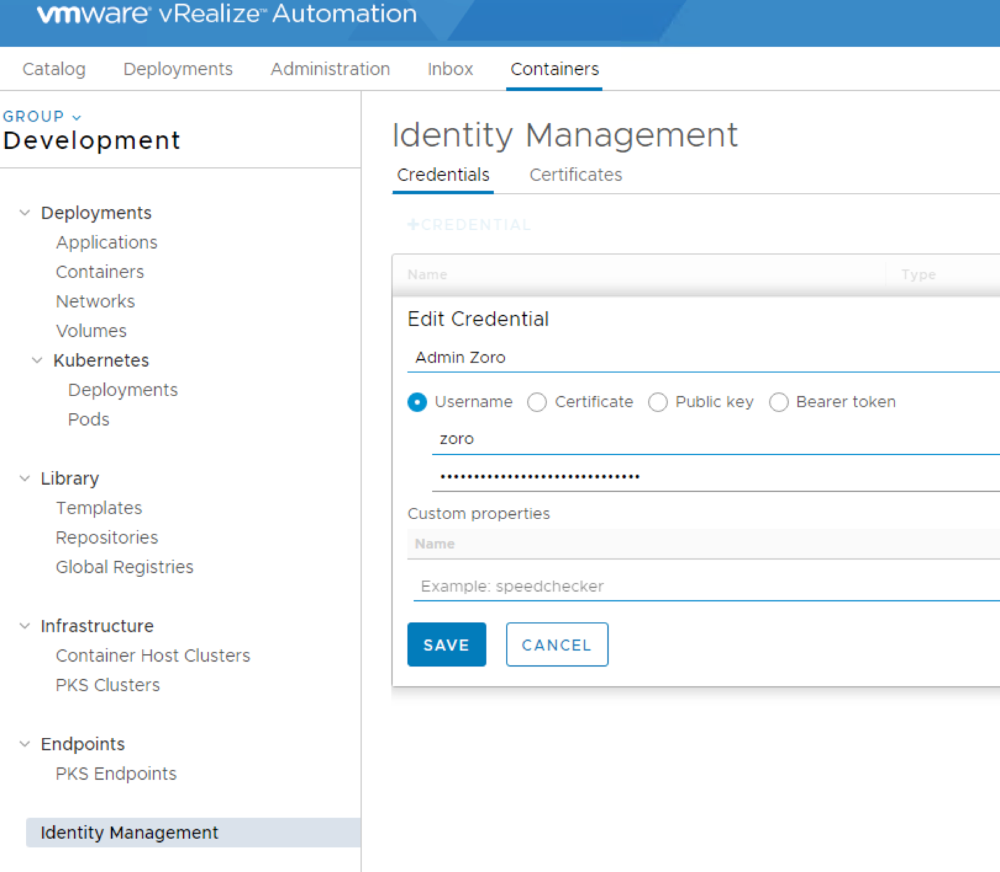 vmware® vRealize™ Automation
Catalog Deployments Administration Inbox Containers
GROUP
Development
Deployments
Applications
Containers
Networks
Volumes
Kubernetes
Deployments
Pods
Library
Templates
Repositories
Global Registries
Infrastructure
Container Host Clusters
PKS Clusters
Endpoints
PKS Endpoints
Identity Management
Identity Management
Credentials Certificates
+CREDENTIAL
Name Type
Edit Credential
Admin Zoro
Username Certificate Public key Bearer token
zoro
••••••••••••••••••••••••••••••
Custom properties
Name
Example: speedchecker
SAVE CANCEL